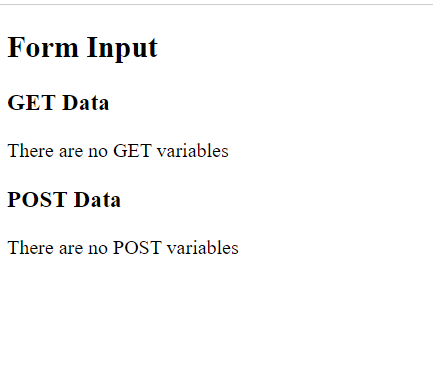 Form Input
GET Data
There are no GET variables
POST Data
There are no POST variables